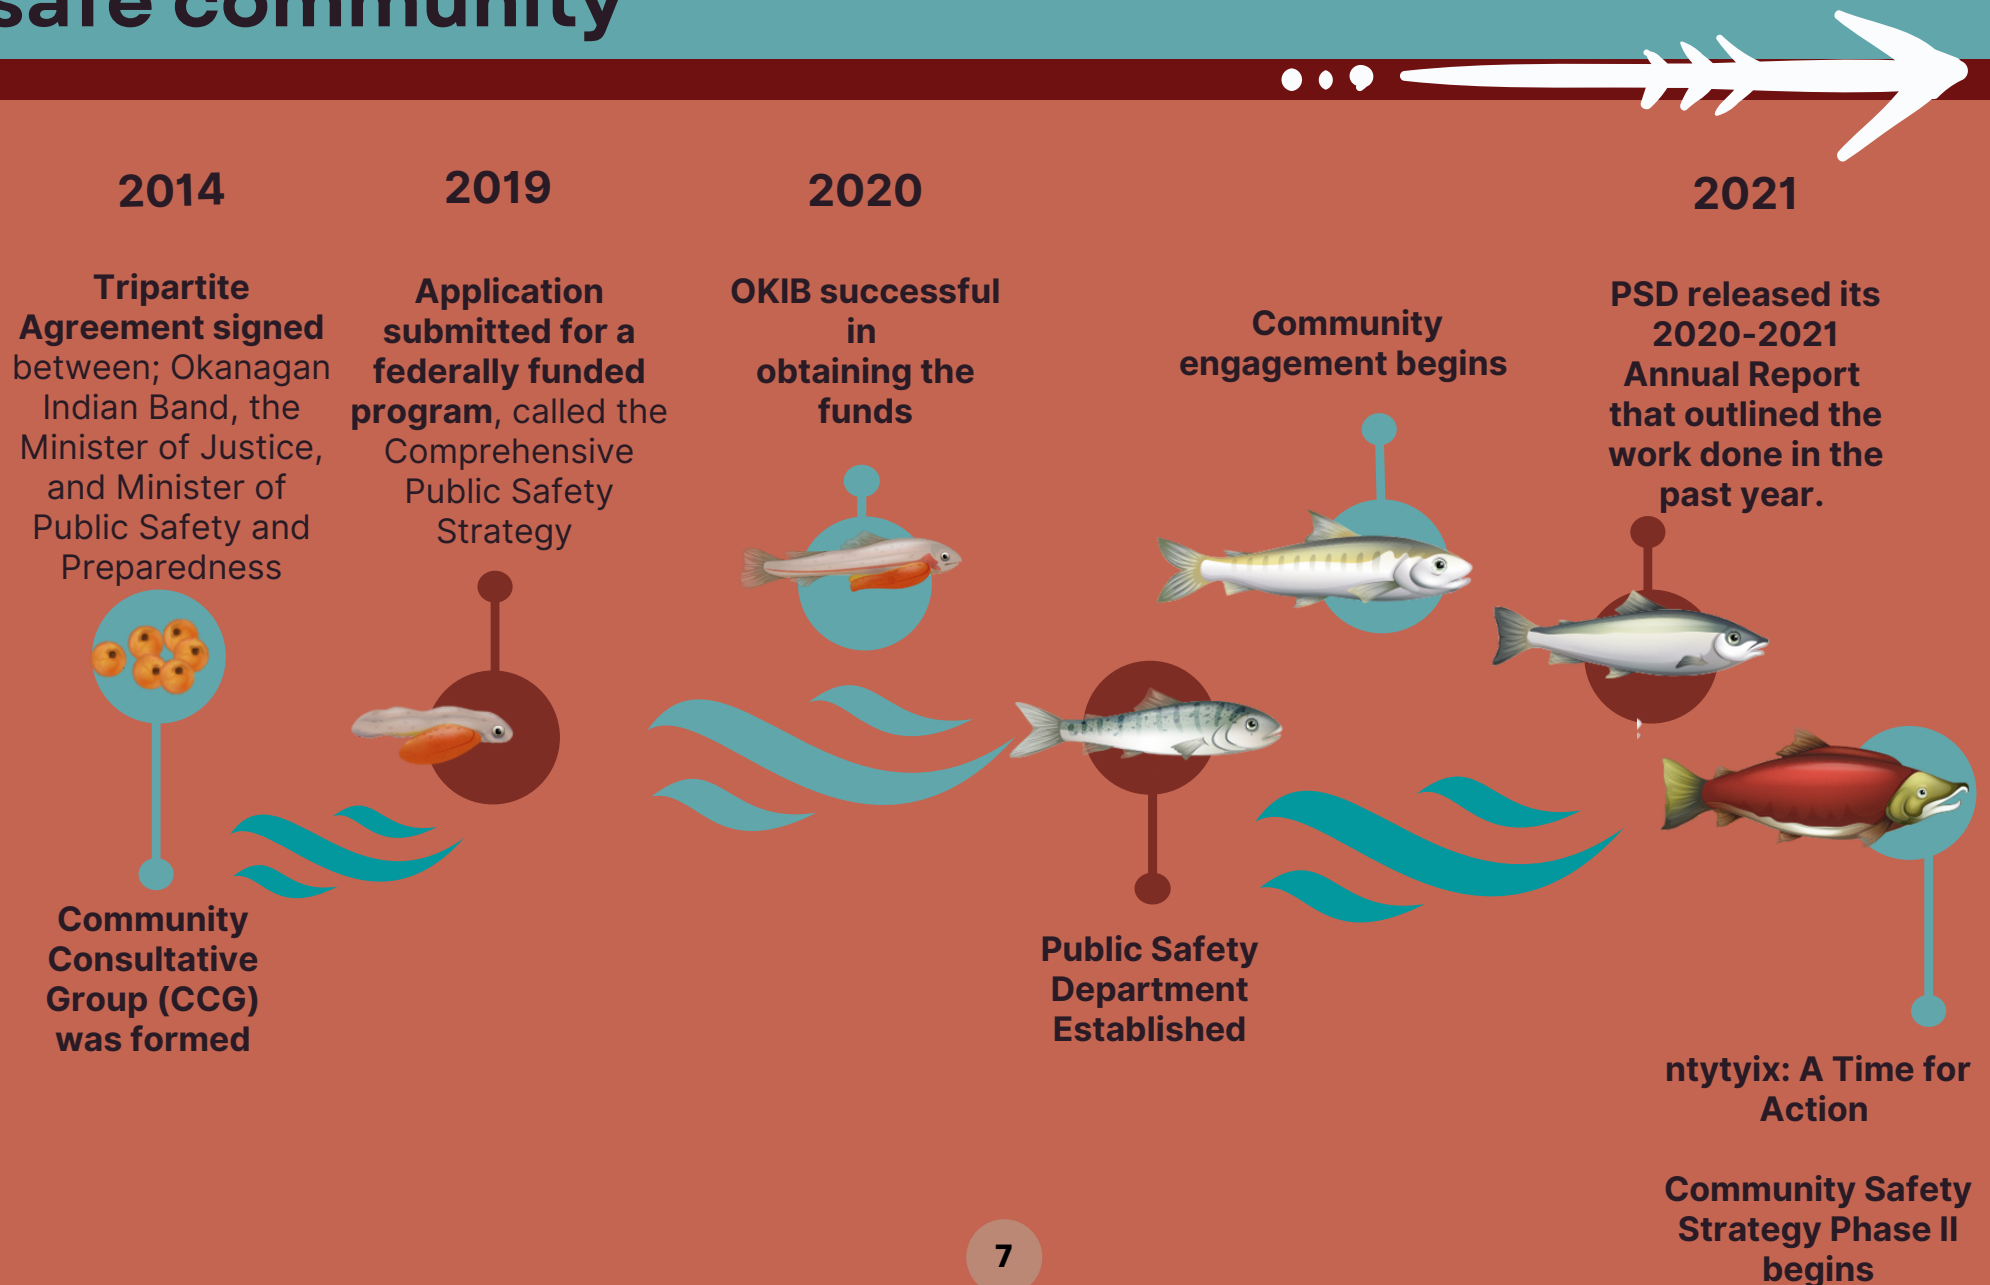 safe community
2014
Tripartite
Agreement signed
between; Okanagan
Indian Band, the
Minister of Justice,
and Minister of
Public Safety and
Preparedness
Community
Consultative
Group (CCG)
was formed
2019
Application
submitted for a
federally funded
program, called the
Comprehensive
Public Safety
Strategy
2020
OKIB successful
in
obtaining the
funds
Public Safety
Department
Established
Community
engagement begins
2021
PSD released its
2020-2021
Annual Report
that outlined the
work done in the
past year.
ntytyix: A Time for
Action
Community Safety
Strategy Phase II
begins
7